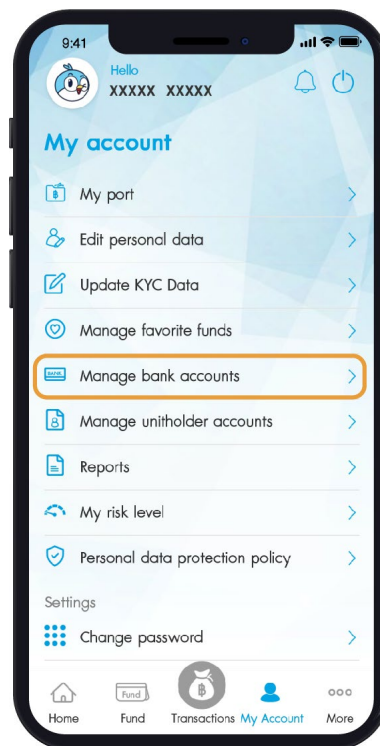 9:41
Hello
XXXXX XXXXX
My account
฿
My port
Edit personal data
Update KYC Data
Manage favorite funds
BANK
Manage bank accounts
Manage unitholder accounts
Reports
My risk level
Personal data protection policy
Settings
Change password
Fund
฿
Home
Fund
Transactions
My Account
More